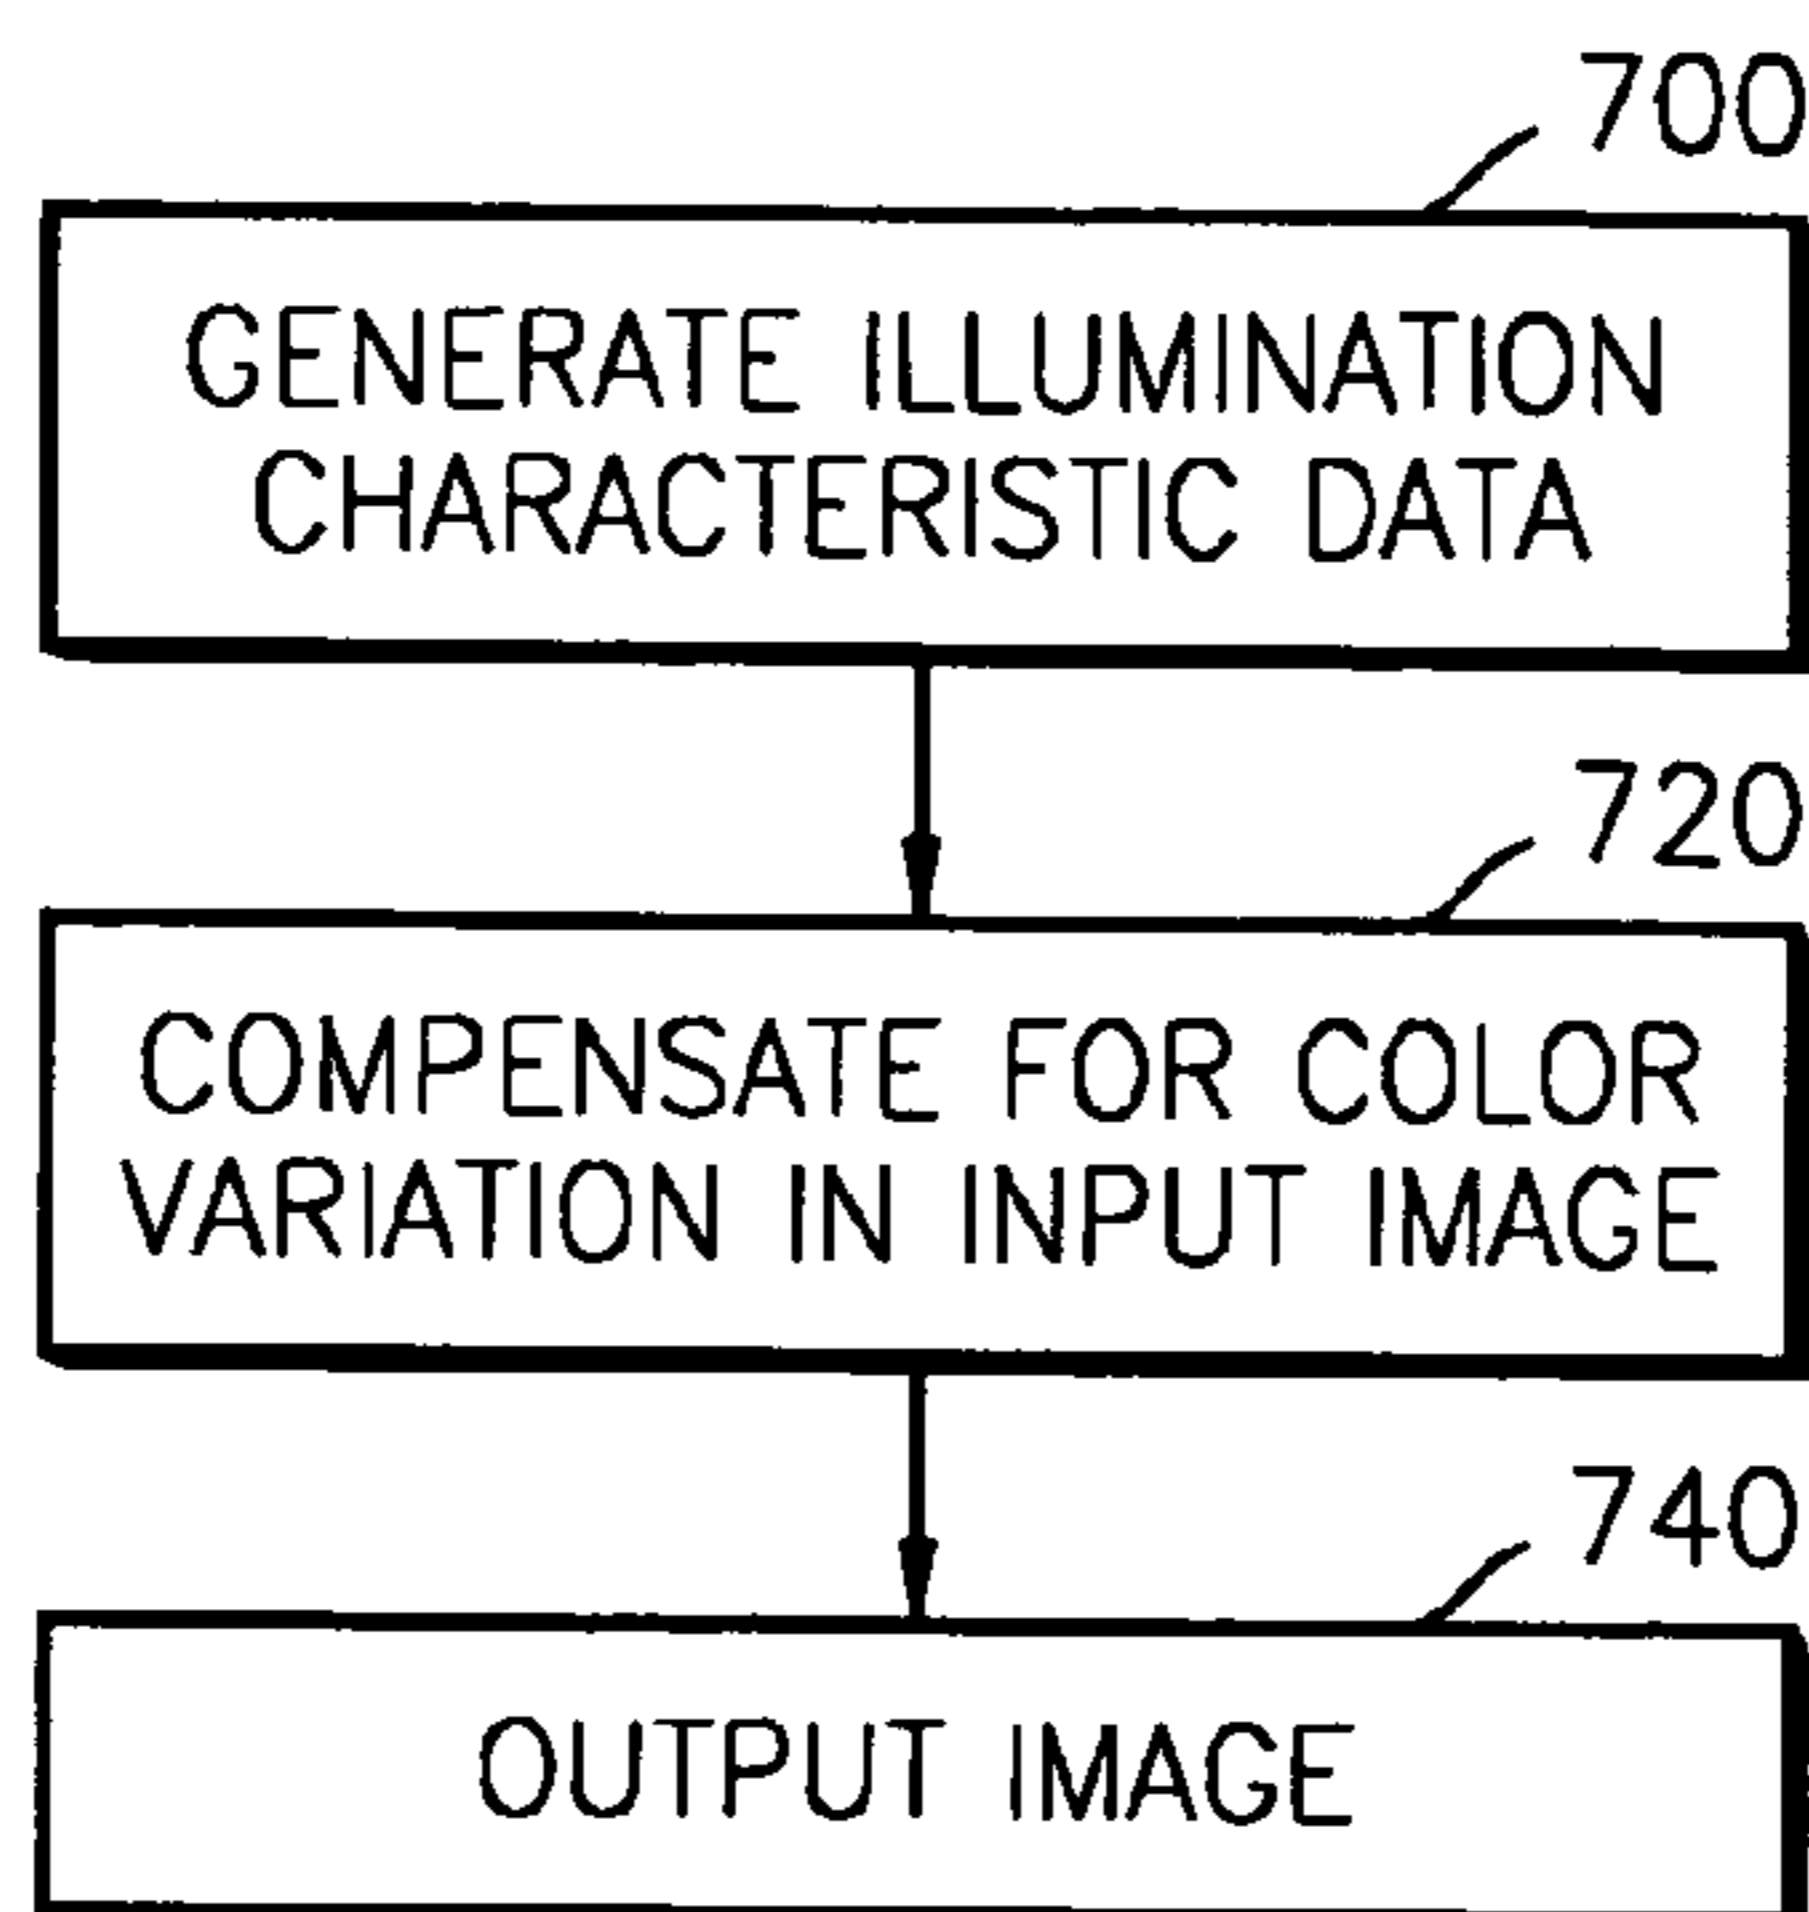 700
GENERATE ILLUMINATION
CHARACTERISTIC DATA
720
COMPENSATE FOR COLOR
VARIATION IN INPUT IMAGE
740
OUTPUT IMAGE